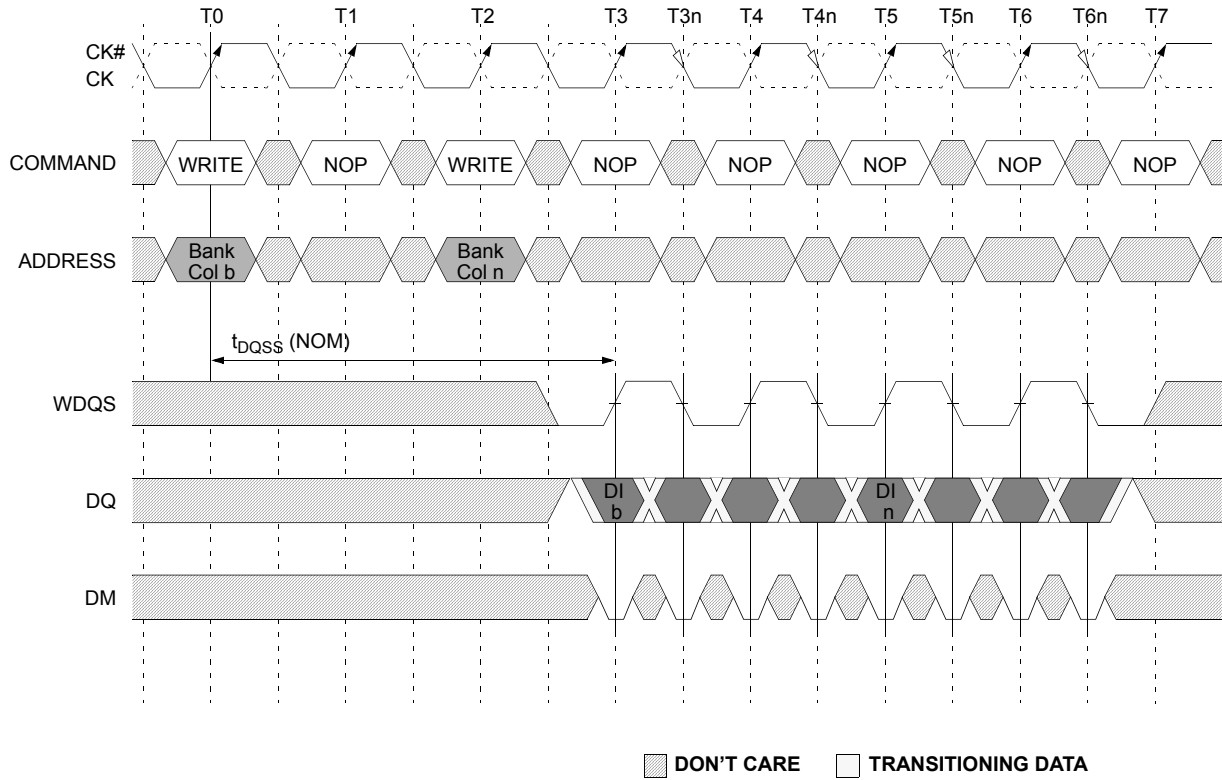 T0 T1 T2 T3 T3n T4 T4n T5 T5n T6 T6n T7
CK#
CK
COMMAND WRITE NOP WRITE NOP NOP NOP NOP NOP
ADDRESS Bank Col b Bank Col n
tDQSS (NOM)
WDQS
DQ DI b DI n
DM
DON'T CARE TRANSITIONING DATA